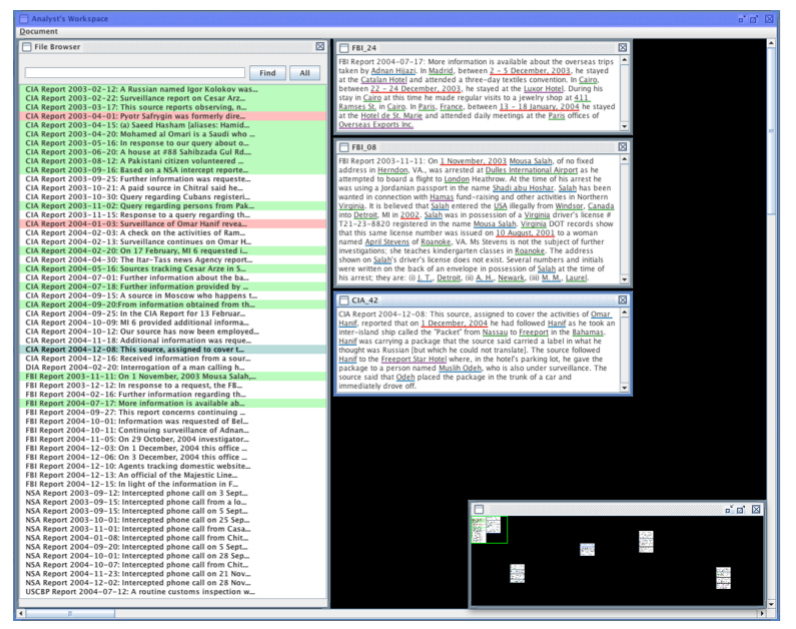 Analyst's Workspace
Document
File Browser
Find
All
CIA Report 2003-02-12: A Russian named Igor Kolokov was...
CIA Report 2003-02-22: Surveillance report on Cesar Arz...
CIA Report 2003-03-17: This source reports observing, n...
CIA Report 2003-04-01: Pyotr Safrygin was formerly dire...
CIA Report 2003-04-15: (a) Saeed Hasham [aliases: Hamid...
CIA Report 2003-04-20: Mohamed al Omari is a Saudi who ...
CIA Report 2003-05-16: In response to our query about o...
CIA Report 2003-06-20: A house at #88 Sahibzada Gul Rd...
CIA Report 2003-08-12: A Pakistani citizen volunteered ...
CIA Report 2003-09-16: Based on a NSA intercept reporte...
CIA Report 2003-09-25: Further information was requeste...
CIA Report 2003-10-21: A paid source in Chitral said he...
CIA Report 2003-10-30: Query regarding Cubans registeri...
CIA Report 2003-11-02: Query regarding persons from Pak...
CIA Report 2003-11-15: Response to a query regarding th...
CIA Report 2004-01-03: Surveillance of Omar Hanif revea...
CIA Report 2004-02-04: A check on the activities of Ram...
CIA Report 2004-02-13: Surveillance continues on Omar H...
CIA Report 2004-02-20: On 17 February, MI 6 requested i...
CIA Report 2004-04-30: The Itar-Tass news Agency report...
CIA Report 2004-05-16: Sources tracking Cesar Arze in S...
CIA Report 2004-07-01: Further information about the ba...
CIA Report 2004-07-18: Further information provided by ...
CIA Report 2004-09-15: A source in Moscow who happens t...
CIA Report 2004-09-20:From information obtained from th...
CIA Report 2004-09-25: In the CIA Report for 13 Februar...
CIA Report 2004-10-09: MI 6 provided additional informa...
CIA Report 2004-10-12: Our source has now been employed...
CIA Report 2004-11-18: Additional information was reque...
CIA Report 2004-12-08: This source, assigned to cover t...
CIA Report 2004-12-16: Received information from a sour...
DIA Report 2004-02-20: Interrogation of a man calling h...
FBI Report 2003-11-11: On 1 November, 2003 Mousa Salah,...
FBI Report 2003-12-12: In response to a request, the FB...
FBI Report 2004-02-16: Further information regarding th...
FBI Report 2004-07-17: More information is available ab...
FBI Report 2004-09-27: This report concerns continuing ...
FBI Report 2004-10-01: Information was requested of Bel...
FBI Report 2004-10-11: Continuing surveillance of Adnan...
FBI Report 2004-11-05: On 29 October, 2004 investigator...
FBI Report 2004-12-03: On 1 December, 2004 this office ...
FBI Report 2004-12-06: On 3 December, 2004 this office ...
FBI Report 2004-12-10: Agents tracking domestic website...
FBI Report 2004-12-13: An official of the Majestic Line...
FBI Report 2004-12-15: In light of the information in F...
NSA Report 2003-09-12: Intercepted phone call on 3 Sept...
NSA Report 2003-09-15: Intercepted phone call from a lo...
NSA Report 2003-09-15: Intercepted phone call on 5 Sept...
NSA Report 2003-10-01: Intercepted phone call on 25 Sep...
NSA Report 2003-11-01: Intercepted phone call from Casa...
NSA Report 2004-01-08: Intercepted phone call from Chit...
NSA Report 2004-09-20: Intercepted phone call on 5 Sept...
NSA Report 2004-10-01: Intercepted phone call on 28 Sep...
NSA Report 2004-10-07: Intercepted phone call from Chit...
NSA Report 2004-11-23: Intercepted phone call on 21 Nov...
NSA Report 2004-12-02: Intercepted phone call on 28 Nov...
USCBP Report 2004-07-12: A routine customs inspection w...
FBI_24
FBI Report 2004-07-17: More information is available about the overseas trips
taken by Adnan Hijazi. In Madrid, between 2 - 5 December, 2003, he stayed
at the Catalan Hotel and attended a three-day textiles convention. In Cairo,
between 22 - 24 December, 2003, he stayed at the Luxor Hotel. During his
stay in Cairo at this time he made regular visits to a jewelry shop at 411
Ramses St. in Cairo. In Paris, France, between 13 - 18 January, 2004 he stayed
at the Hotel de St. Marie and attended daily meetings at the Paris offices of
Overseas Exports Inc.
FBI_08
FBI Report 2003-11-11: On 1 November, 2003 Mousa Salah, of no fixed
address in Herndon, VA., was arrested at Dulles International Airport as he
attempted to board a flight to London Heathrow. At the time of his arrest he
was using a Jordanian passport in the name Shadi abu Hoshar. Salah has been
wanted in connection with Hamas fund-raising and other activities in Northern
Virginia. It is believed that Salah entered the USA illegally from Windsor, Canada
into Detroit, MI in 2002. Salah was in possession of a Virginia driver's license #
T21-23-8820 registered in the name Mousa Salah. Virginia DOT records show
that this same license number was issued on 10 August, 2001 to a woman
named April Stevens of Roanoke, VA. Ms Stevens is not the subject of further
investigations; she teaches kindergarten classes in Roanoke. The address
shown on Salah's driver's license does not exist. Several numbers and initials
were written on the back of an envelope in possession of Salah at the time of
his arrest; they are: (i) J. T., Detroit, (ii) A. H., Newark, (iii) M. M., Laurel.
CIA_42
CIA Report 2004-12-08: This source, assigned to cover the activities of Omar
Hanif, reported that on 1 December, 2004 he had followed Hanif as he took an
inter-island ship called the "Packet" from Nassau to Freeport in the Bahamas.
Hanif was carrying a package that the source said carried a label in what he
thought was Russian [but which he could not translate]. The source followed
Hanif to the Freeport Star Hotel where, in the hotel's parking lot, he gave the
package to a person named Muslih Odeh, who is also under surveillance. The
source said that Odeh placed the package in the trunk of a car and
immediately drove off.